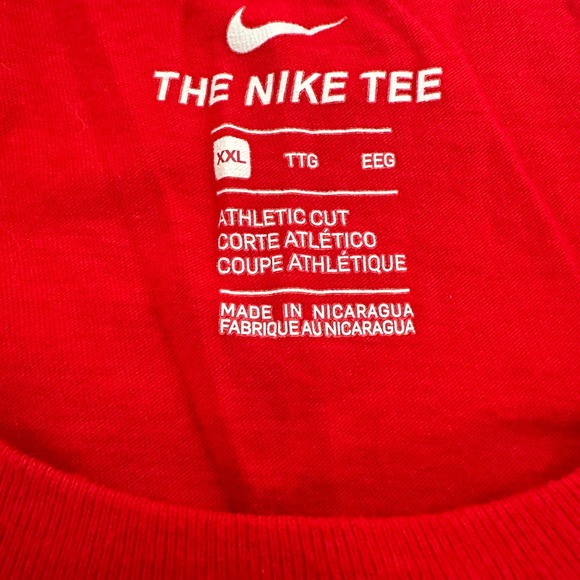 THE NIKE TEE
XXL TTG EEG
ATHLETIC CUT
CORTE ATLÉTICO
COUPE ATHLÉTIQUE
MADE IN NICARAGUA
FABRIQUE AU NICARAGUA